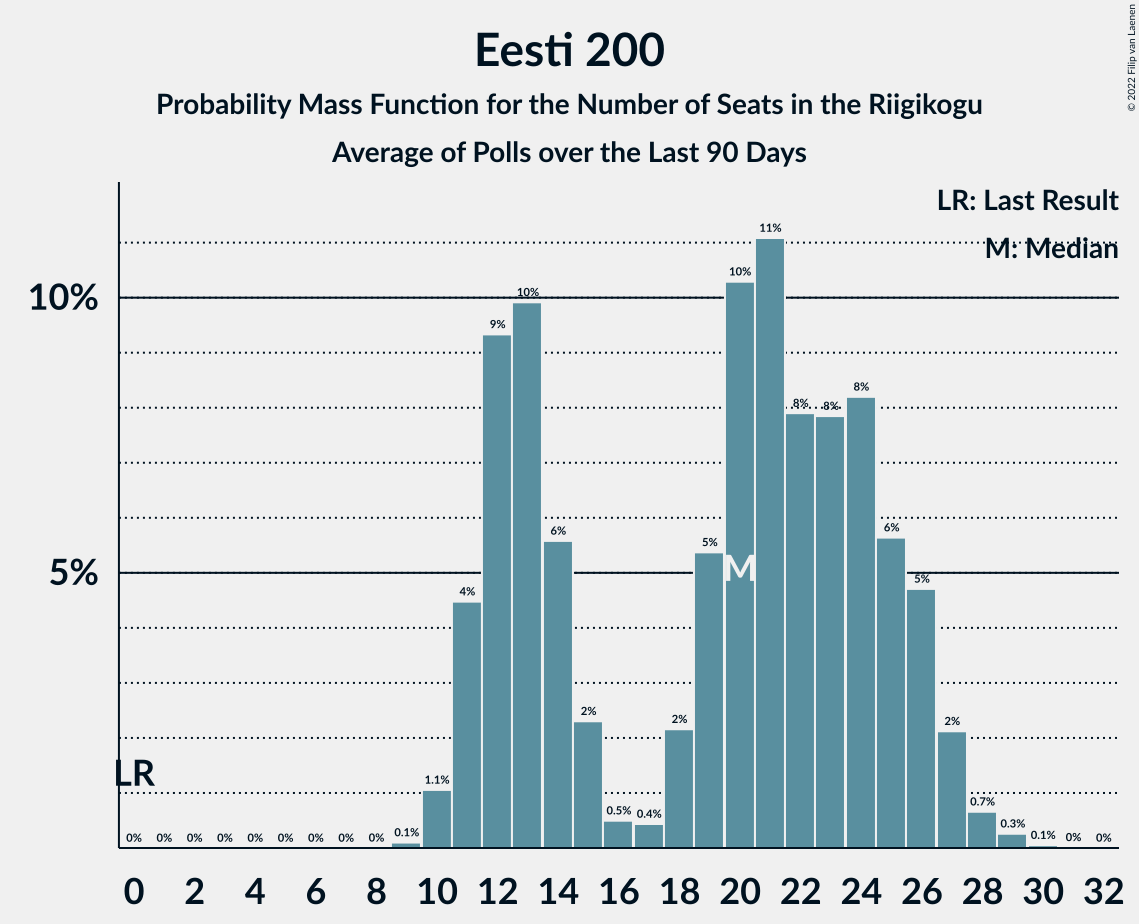 Eesti 200
Probability Mass Function for the Number of Seats in the Riigikogu
Average of Polls over the Last 90 Days
© 2022 Filip van Laenen
LR: Last Result
M: Median
10%
5%
LR
M
0% 0% 0% 0% 0% 0% 0% 0% 0% 0.1% 1.1% 4% 9% 10% 6% 2% 0.5% 0.4% 2% 5% 10% 11% 8% 8% 8% 6% 5% 2% 0.7% 0.3% 0.1% 0% 0%
0 2 4 6 8 10 12 14 16 18 20 22 24 26 28 30 32